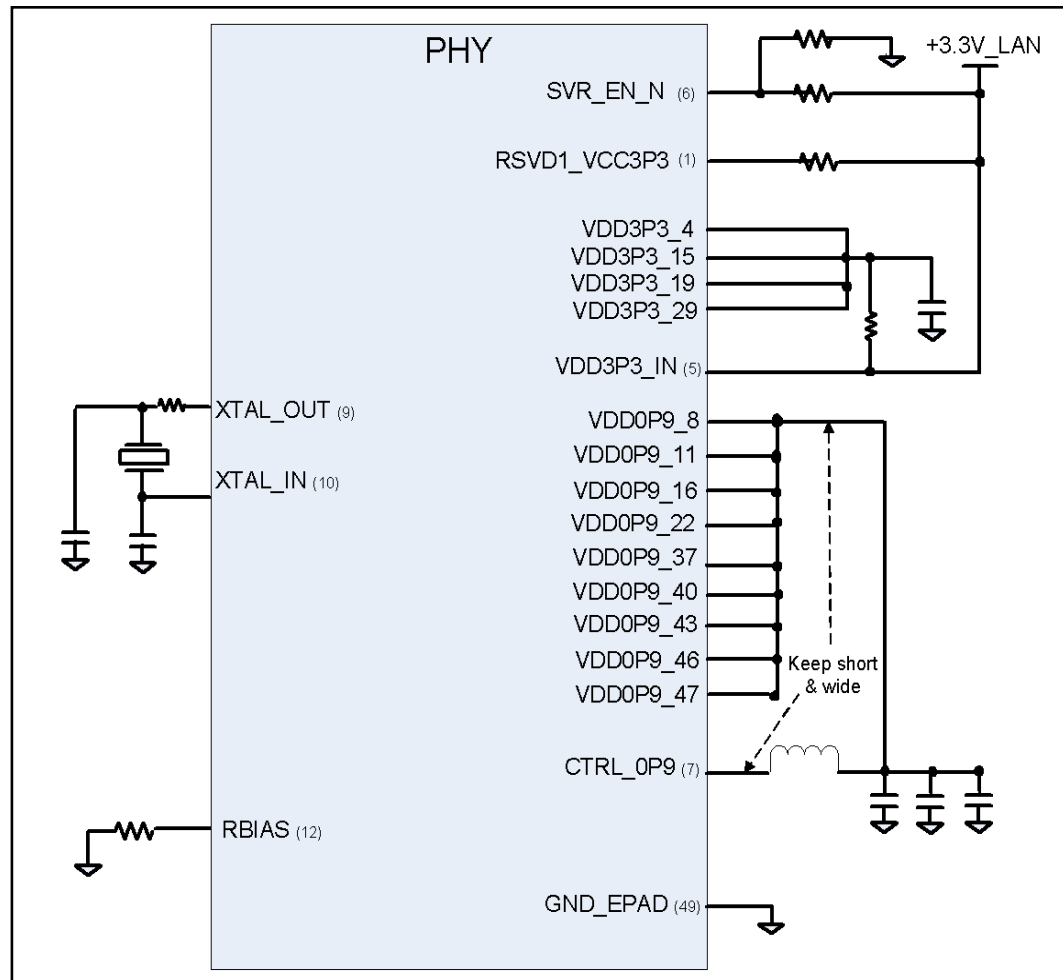 PHY
+3.3V_LAN
SVR_EN_N (6)
RSVD1_VCC3P3 (1)
VDD3P3_4
VDD3P3_15
VDD3P3_19
VDD3P3_29
VDD3P3_IN (5)
XTAL_OUT (9)
XTAL_IN (10)
VDD0P9_8
VDD0P9_11
VDD0P9_16
VDD0P9_22
VDD0P9_37
VDD0P9_40
VDD0P9_43
VDD0P9_46
VDD0P9_47
Keep short
& wide
CTRL_0P9 (7)
RBIAS (12)
GND_EPAD (49)